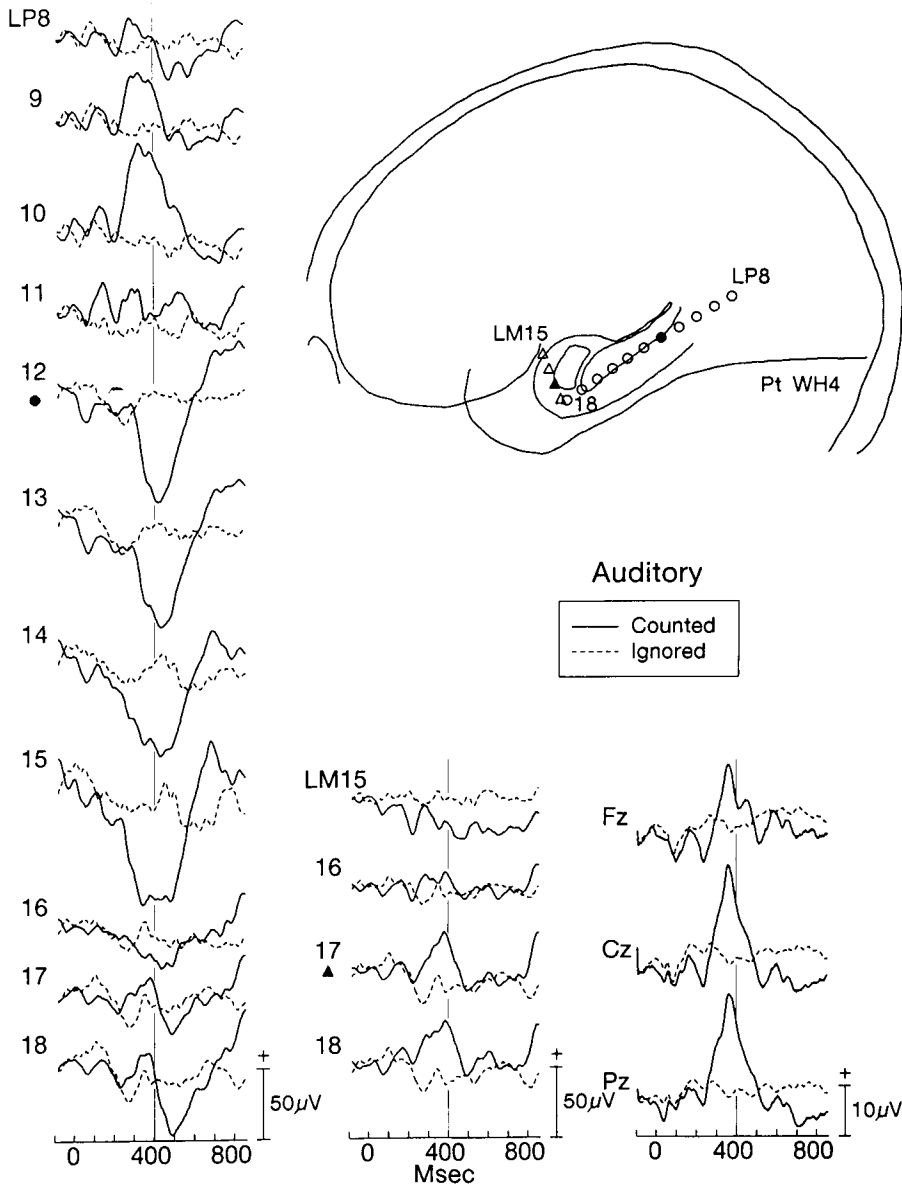 LP8
9
10
11
12
13
14
15
16
17
18
+
50µV
0 400 800
LP8
LM15
18
Pt WH4
Auditory
Counted
Ignored
LM15
16
17
18
+
50µV
0 400 800
Msec
Fz
Cz
Pz
+
10µV
0 400 800